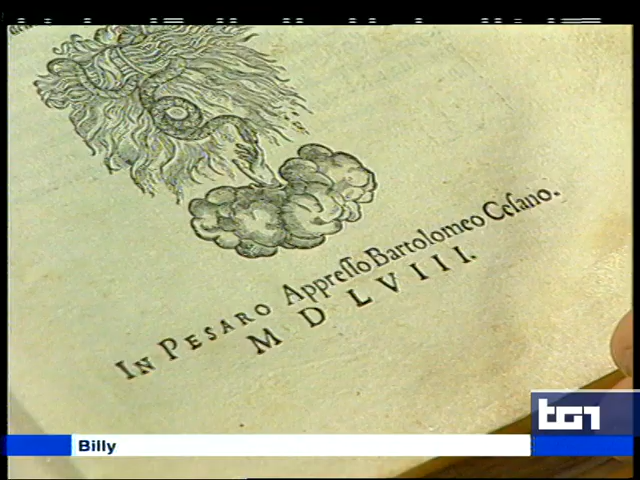 In Pesaro Appresso Bartolomeo Cesano.
M D L V I I I.
tg1
Billy